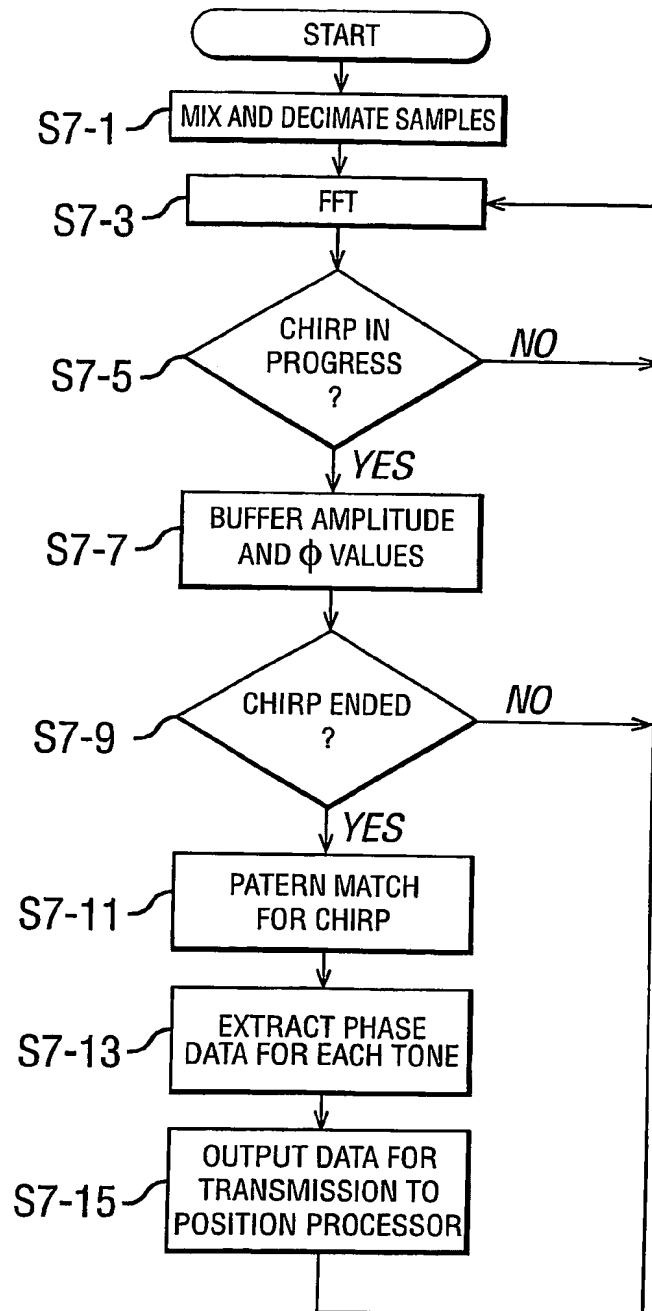 START
S7-1
MIX AND DECIMATE SAMPLES
S7-3
FFT
S7-5
CHIRP IN
PROGRESS
?
NO
YES
S7-7
BUFFER AMPLITUDE
AND ϕ VALUES
S7-9
CHIRP ENDED
?
NO
YES
S7-11
PATERN MATCH
FOR CHIRP
S7-13
EXTRACT PHASE
DATA FOR EACH TONE
S7-15
OUTPUT DATA FOR
TRANSMISSION TO
POSITION PROCESSOR